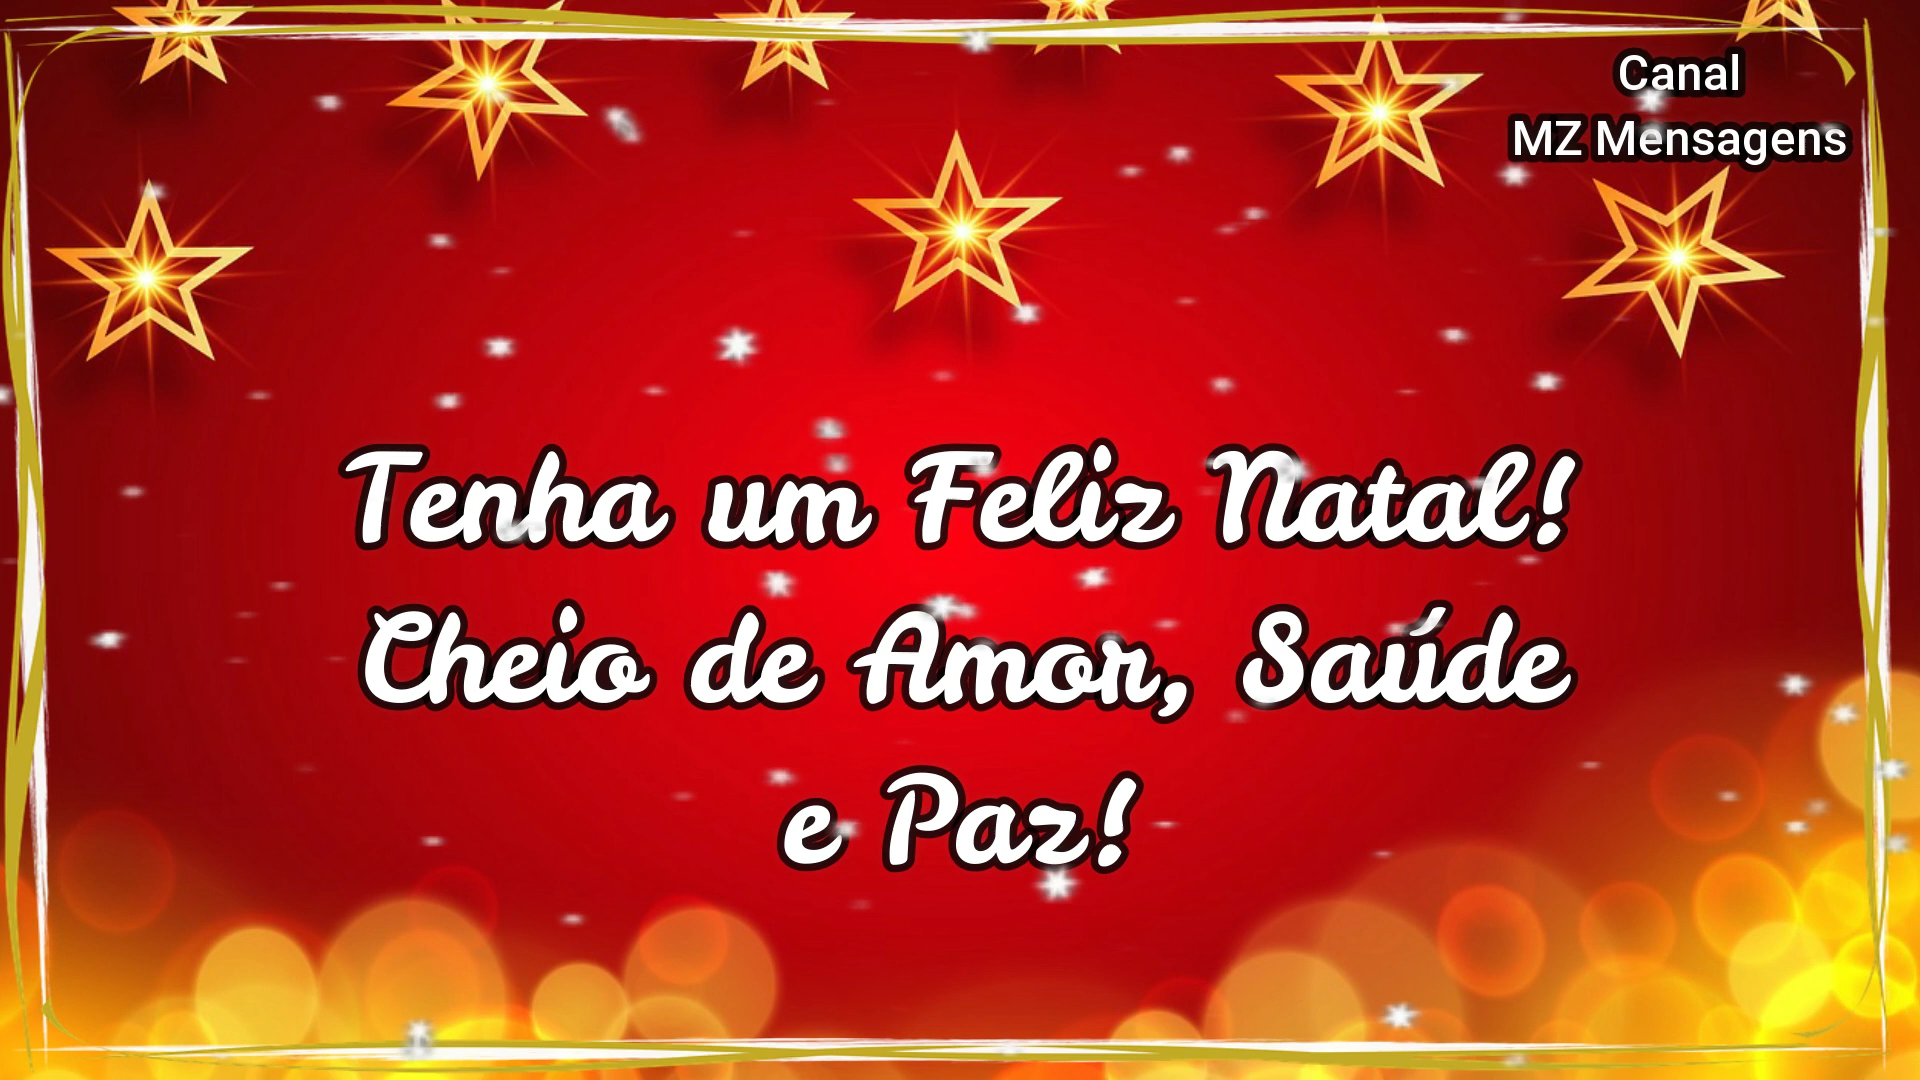 Canal
MZ Mensagens
Tenha um Feliz Natal!
Cheio de Amor, Saúde
e Paz!